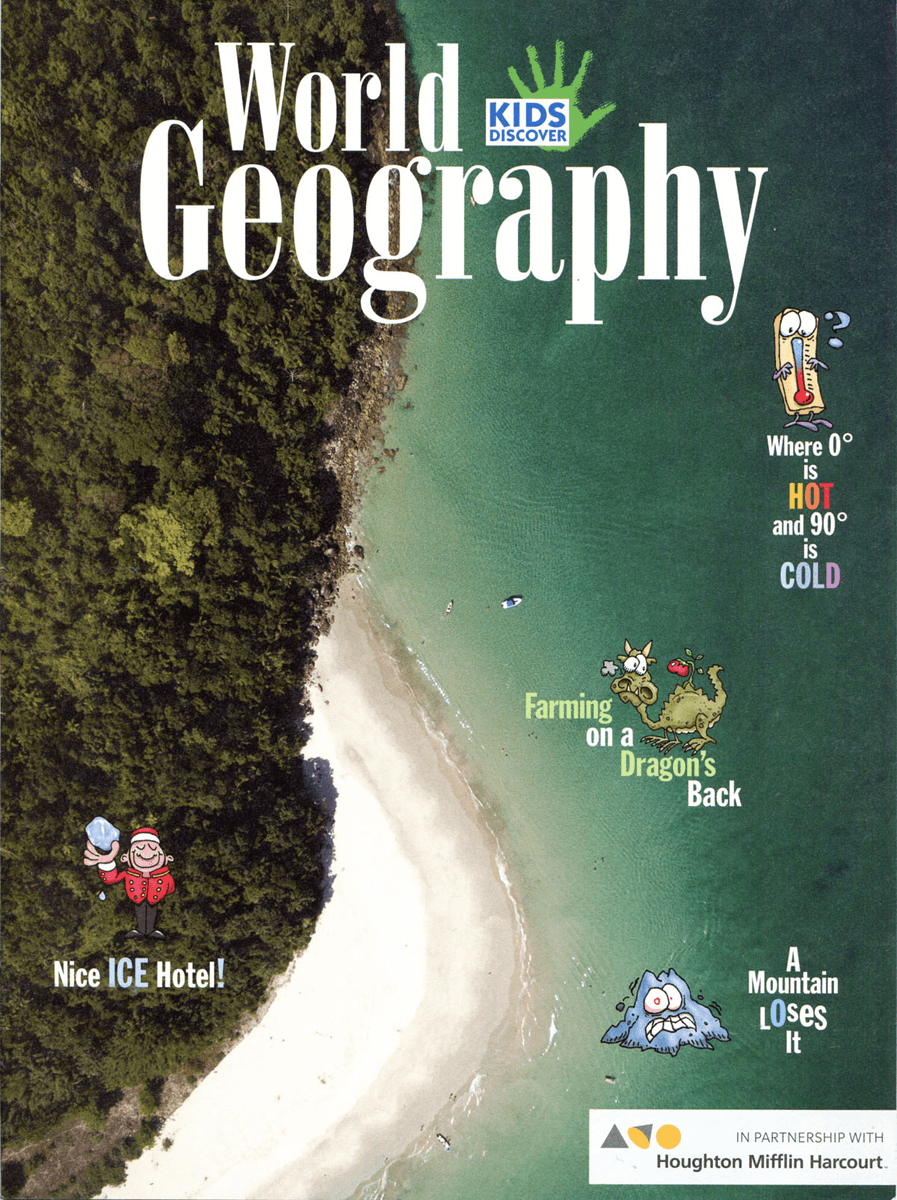 World
KIDS
DISCOVER
Geography
?
Where 0°
is
HOT
and 90°
is
COLD
Farming
on a
Dragon's
Back
Nice ICE Hotel!
A
Mountain
LOSes
It
IN PARTNERSHIP WITH
Houghton Mifflin Harcourt™